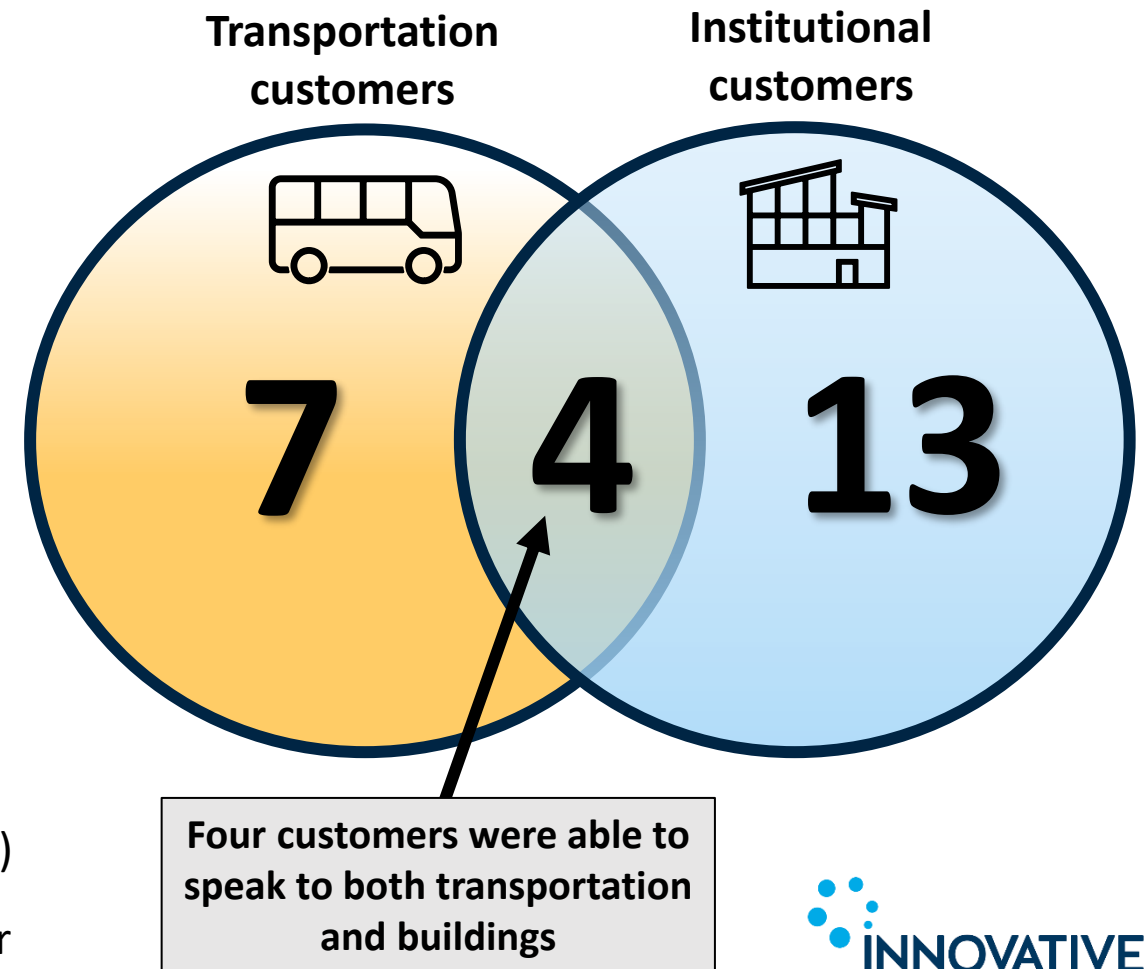 Transportation
customers
Institutional
customers
7
4
13
)
r
Four customers were able to
speak to both transportation
and buildings
INNOVATIVE